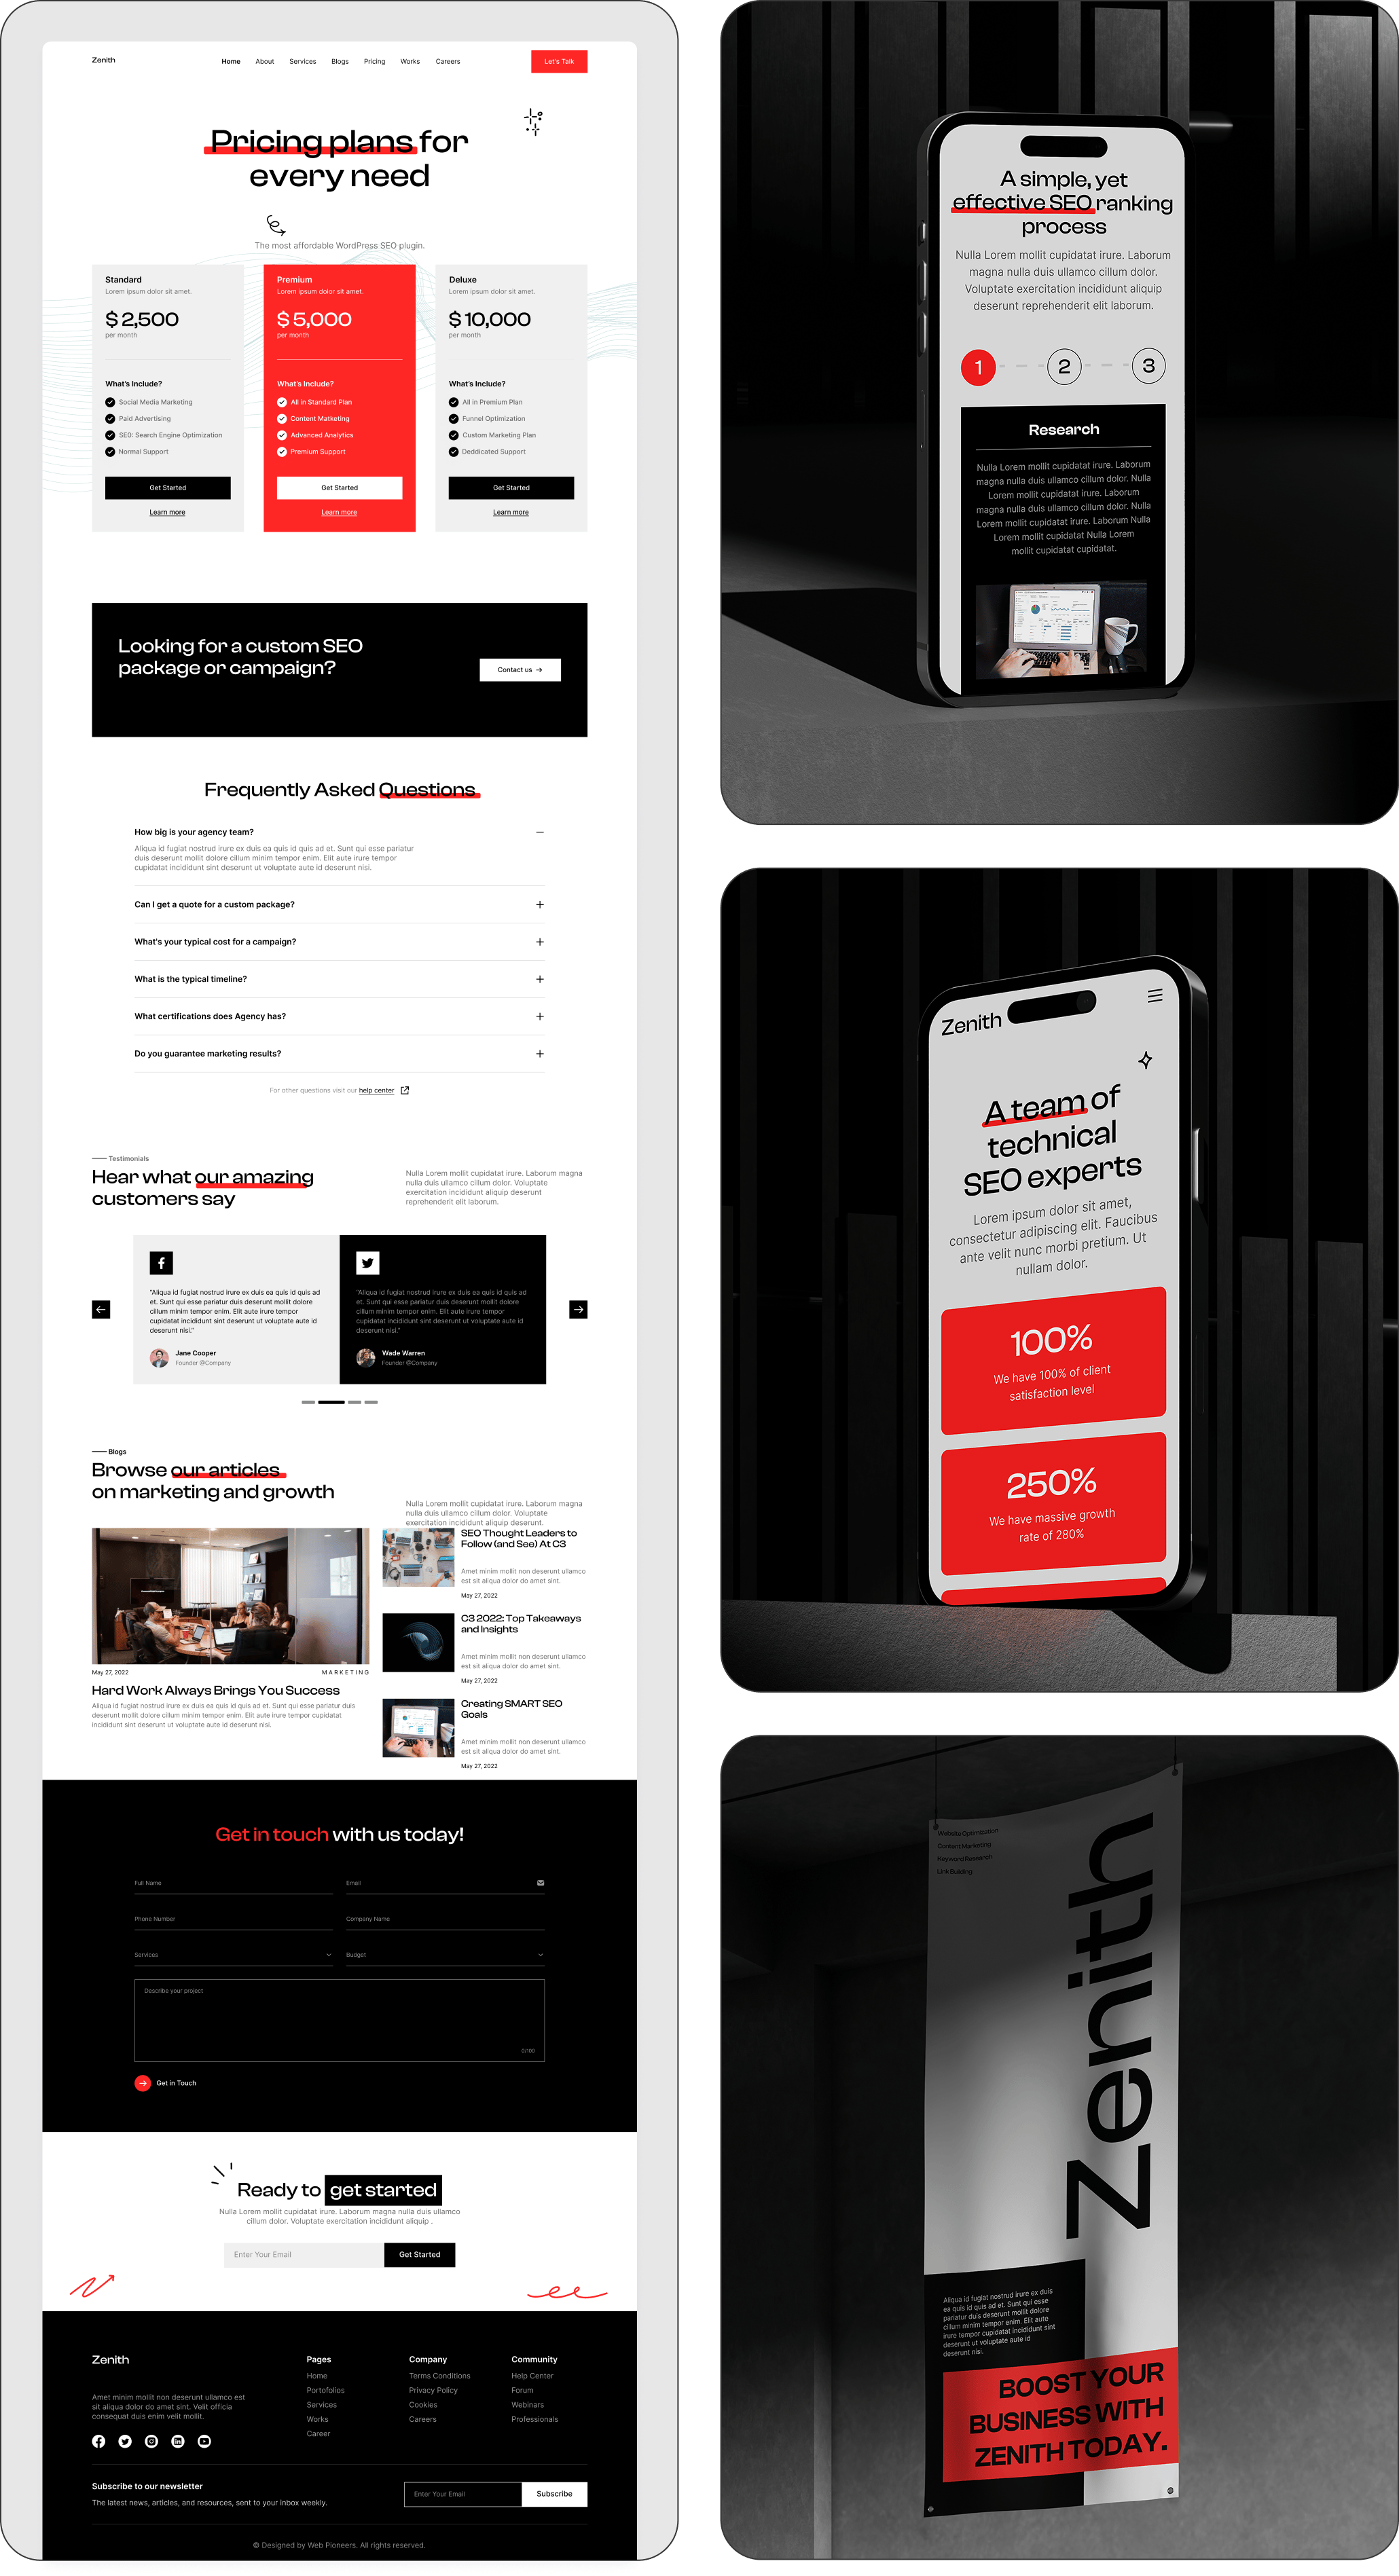 Zenith
Home About Services Blogs Pricing Works Careers
Let's Talk
Pricing plans for
every need
The most affordable WordPress SEO plugin.
Standard
Lorem ipsum dolor sit amet.
$ 2,500
per month
What's Include?
Social Media Marketing
Paid Advertising
SE0: Search Engine Optimization
Normal Support
Get Started
Learn more
Premium
Lorem ipsum dolor sit amet.
$ 5,000
per month
What's Include?
All in Standard Plan
Content Matketing
Advanced Analytics
Premium Support
Get Started
Learn more
Deluxe
Lorem ipsum dolor sit amet.
$ 10,000
per month
What's Include?
All in Premium Plan
Funnel Optimization
Custom Marketing Plan
Deddicated Support
Get Started
Learn more
Looking for a custom SEO
package or campaign?
Contact us
Frequently Asked Questions
How big is your agency team?
Aliqua id fugiat nostrud irure ex duis ea quis id quis ad et. Sunt qui esse pariatur
duis deserunt mollit dolore cillum minim tempor enim. Elit aute irure tempor
cupidatat incididunt sint deserunt ut voluptate aute id deserunt nisi.
Can I get a quote for a custom package?
What's your typical cost for a campaign?
What is the typical timeline?
What certifications does Agency has?
Do you guarantee marketing results?
For other questions visit our help center
Testimonials
Hear what our amazing
customers say
Nulla Lorem mollit cupidatat irure. Laborum magna
nulla duis ullamco cillum dolor. Voluptate
exercitation incididunt aliquip deserunt
reprehenderit elit laborum.
"Aliqua id fugiat nostrud irure ex duis ea quis id quis ad
et. Sunt qui esse pariatur duis deserunt mollit dolore
cillum minim tempor enim. Elit aute irure tempor
cupidatat incididunt sint deserunt ut voluptate aute id
deserunt nisi."
Jane Cooper
Founder @Company
"Aliqua id fugiat nostrud irure ex duis ea quis id quis ad
et. Sunt qui esse pariatur duis deserunt mollit dolore
cillum minim tempor enim. Elit aute irure tempor
cupidatat incididunt sint deserunt ut voluptate aute id
deserunt nisi."
Wade Warren
Founder @Company
Blogs
Browse our articles
on marketing and growth
Nulla Lorem mollit cupidatat irure. Laborum magna
nulla duis ullamco cillum dolor. Voluptate
exercitation incididunt aliquip deserunt.
May 27, 2022
MARKETING
Hard Work Always Brings You Success
Aliqua id fugiat nostrud irure ex duis ea quis id quis ad et. Sunt qui esse pariatur duis
deserunt mollit dolore cillum minim tempor enim. Elit aute irure tempor cupidatat
incididunt sint deserunt ut voluptate aute id deserunt nisi.
SEO Thought Leaders to
Follow (and See) At C3
Amet minim mollit non deserunt ullamco
est sit aliqua dolor do amet sint.
May 27, 2022
C3 2022: Top Takeaways
and Insights
Amet minim mollit non deserunt ullamco
est sit aliqua dolor do amet sint.
May 27, 2022
Creating SMART SEO
Goals
Amet minim mollit non deserunt ullamco
est sit aliqua dolor do amet sint.
May 27, 2022
Get in touch with us today!
Full Name
Email
Phone Number
Company Name
Services
Budget
Describe your project
0/100
Get in Touch
Ready to get started
Nulla Lorem mollit cupidatat irure. Laborum magna nulla duis ullamco
cillum dolor. Voluptate exercitation incididunt aliquip .
Enter Your Email
Get Started
Zenith
Amet minim mollit non deserunt ullamco est
sit aliqua dolor do amet sint. Velit officia
consequat duis enim velit mollit.
Pages
Home
Portofolios
Services
Works
Career
Company
Terms Conditions
Privacy Policy
Cookies
Careers
Community
Help Center
Forum
Webinars
Professionals
Subscribe to our newsletter
The latest news, articles, and resources, sent to your inbox weekly.
Enter Your Email
Subscribe
© Designed by Web Pioneers. All rights reserved.
A simple, yet
effective SEO ranking
process
Nulla Lorem mollit cupidatat irure. Laborum
magna nulla duis ullamco cillum dolor.
Voluptate exercitation incididunt aliquip
deserunt reprehenderit elit laborum.
1
2
3
Research
Nulla Lorem mollit cupidatat irure. Laborum
magna nulla duis ullamco cillum dolor. Nulla
Lorem mollit cupidatat irure. Laborum
magna nulla duis ullamco cillum dolor. Nulla
Lorem mollit cupidatat irure. Laborum Nulla
Lorem mollit cupidatat Nulla Lorem
mollit cupidatat cupidatat.
Zenith
A team of
technical
SEO experts
Lorem ipsum dolor sit amet,
consectetur adipiscing elit. Faucibus
ante velit nunc morbi pretium. Ut
nullam dolor.
100%
We have 100% of client
satisfaction level
250%
We have massive growth
rate of 280%
Website Optimization
Content Marketing
Keyword Research
Link Building
Zenith
Aliqua id fugiat nostrud irure ex duis
ea quis id quis ad et. Sunt qui esse
pariatur duis deserunt mollit dolore
cillum minim tempor enim. Elit aute
irure tempor cupidatat incididunt sint
deserunt ut voluptate aute id
deserunt nisi.
BOOST YOUR
BUSINESS WITH
ZENITH TODAY.